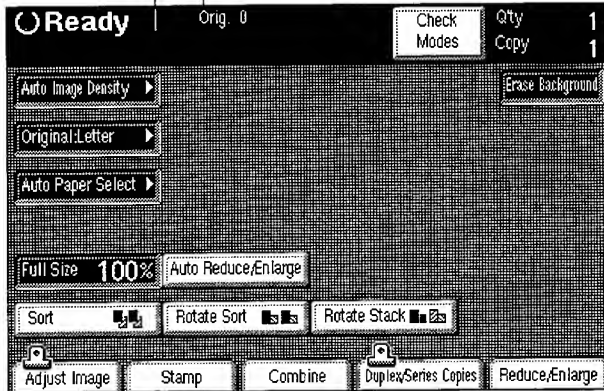 Ready
Orig. 0
Check Modes
Q'ty 1
Copy 1
Auto Image Density
Erase Background
Original:Letter
Auto Paper Select
Full Size 100%
Auto Reduce/Enlarge
Sort
Rotate Sort
Rotate Stack
Adjust Image
Stamp
Combine
Duplex/Series Copies
Reduce/Enlarge